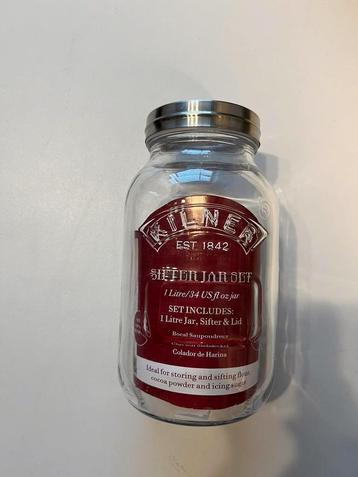 KILNER
EST 1842
SIFTER JAR SET
1 Litre/34 US fl oz jar
SET INCLUDES:
1 Litre Jar, Sifter & Lid
Bocal Saupoudreur
Colador de Harina
Ideal for storing and sifting flour,
cocoa powder and icing sugar